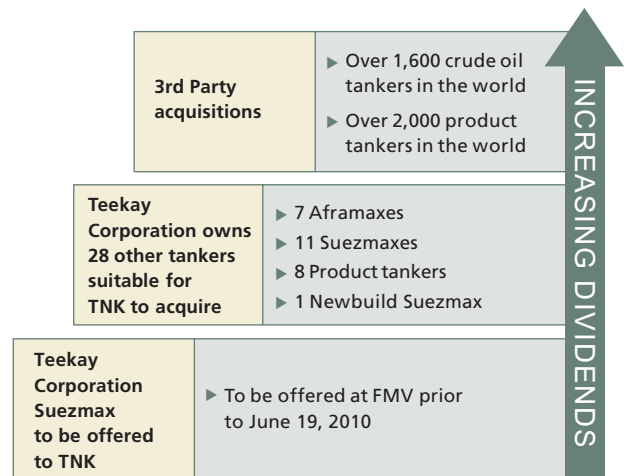 3rd Party
acquisitions
▶ Over 1,600 crude oil
tankers in the world
▶ Over 2,000 product
tankers in the world
Teekay
Corporation owns
28 other tankers
suitable for
TNK to acquire
▶ 7 Aframaxes
▶ 11 Suezmaxes
▶ 8 Product tankers
▶ 1 Newbuild Suezmax
Teekay
Corporation
Suezmax
to be offered
to TNK
▶ To be offered at FMV prior
to June 19, 2010
INCREASING DIVIDENDS